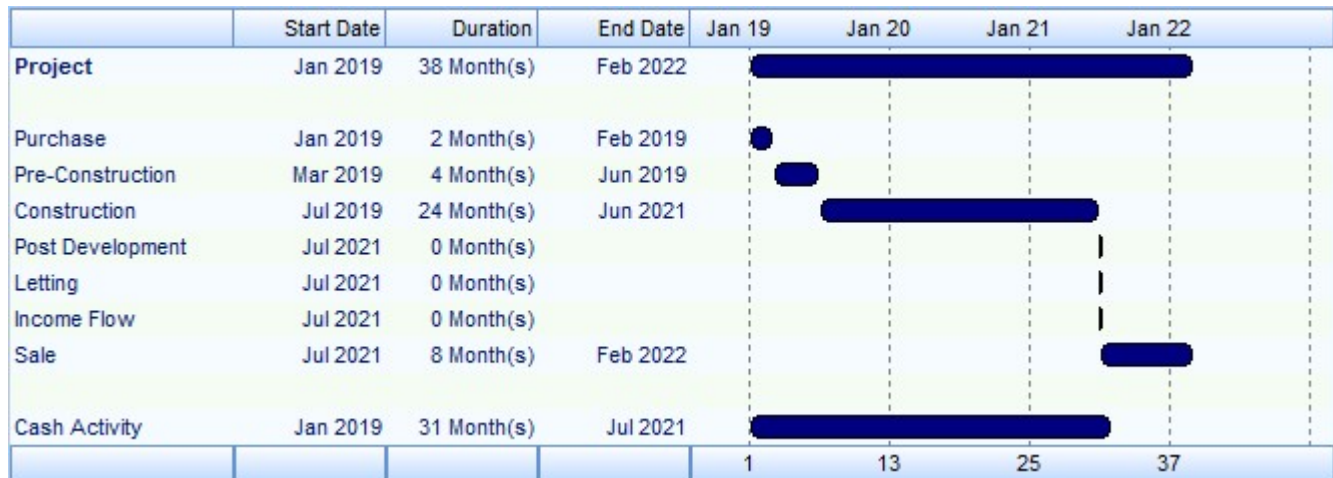 Start Date Duration End Date Jan 19 Jan 20 Jan 21 Jan 22
Project Jan 2019 38 Month(s) Feb 2022
Purchase Jan 2019 2 Month(s) Feb 2019
Pre-Construction Mar 2019 4 Month(s) Jun 2019
Construction Jul 2019 24 Month(s) Jun 2021
Post Development Jul 2021 0 Month(s)
Letting Jul 2021 0 Month(s)
Income Flow Jul 2021 0 Month(s)
Sale Jul 2021 8 Month(s) Feb 2022
Cash Activity Jan 2019 31 Month(s) Jul 2021
1 13 25 37